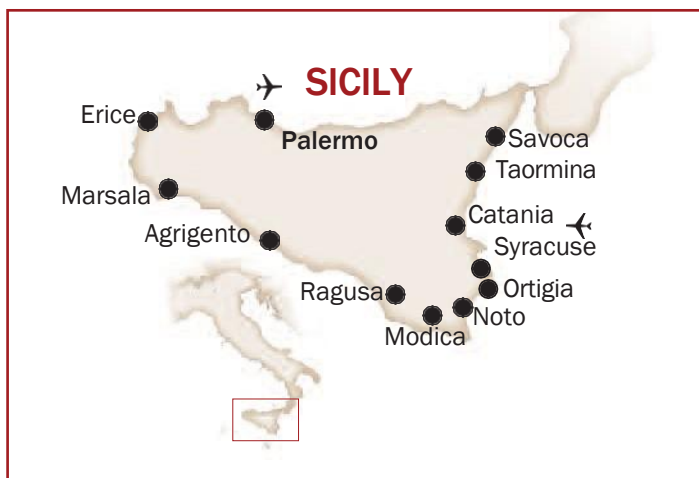 SICILY
Erice
Palermo
Savoca
Taormina
Marsala
Catania
Agrigento
Syracuse
Ragusa
Ortigia
Noto
Modica